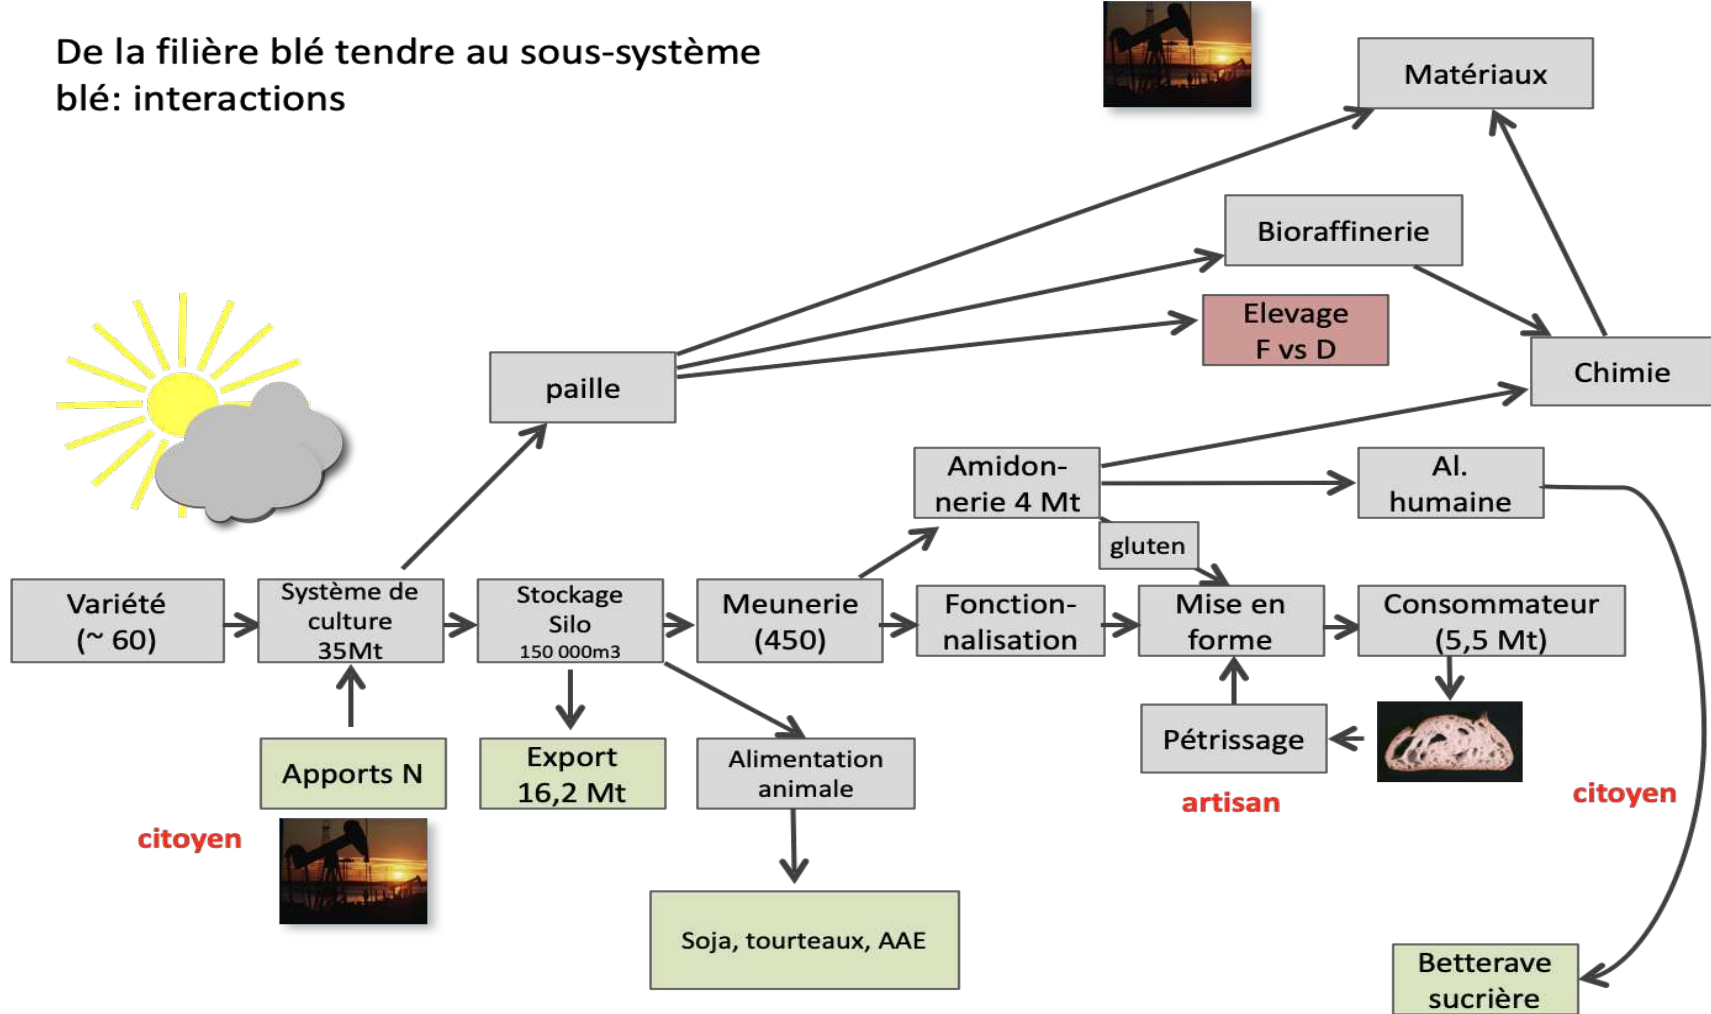 De la filière blé tendre au sous-système
blé: interactions
Matériaux
Bioraffinerie
Elevage
F vs D
Chimie
paille
Amidon-
nerie 4 Mt
Al.
humaine
gluten
Variété
(~ 60)
Système de
culture
35Mt
Stockage
Silo
150 000m3
Meunerie
(450)
Fonction-
nalisation
Mise en
forme
Consommateur
(5,5 Mt)
Apports N
Export
16,2 Mt
Alimentation
animale
Pétrissage
artisan
citoyen
citoyen
Soja, tourteaux, AAE
Betterave
sucrière